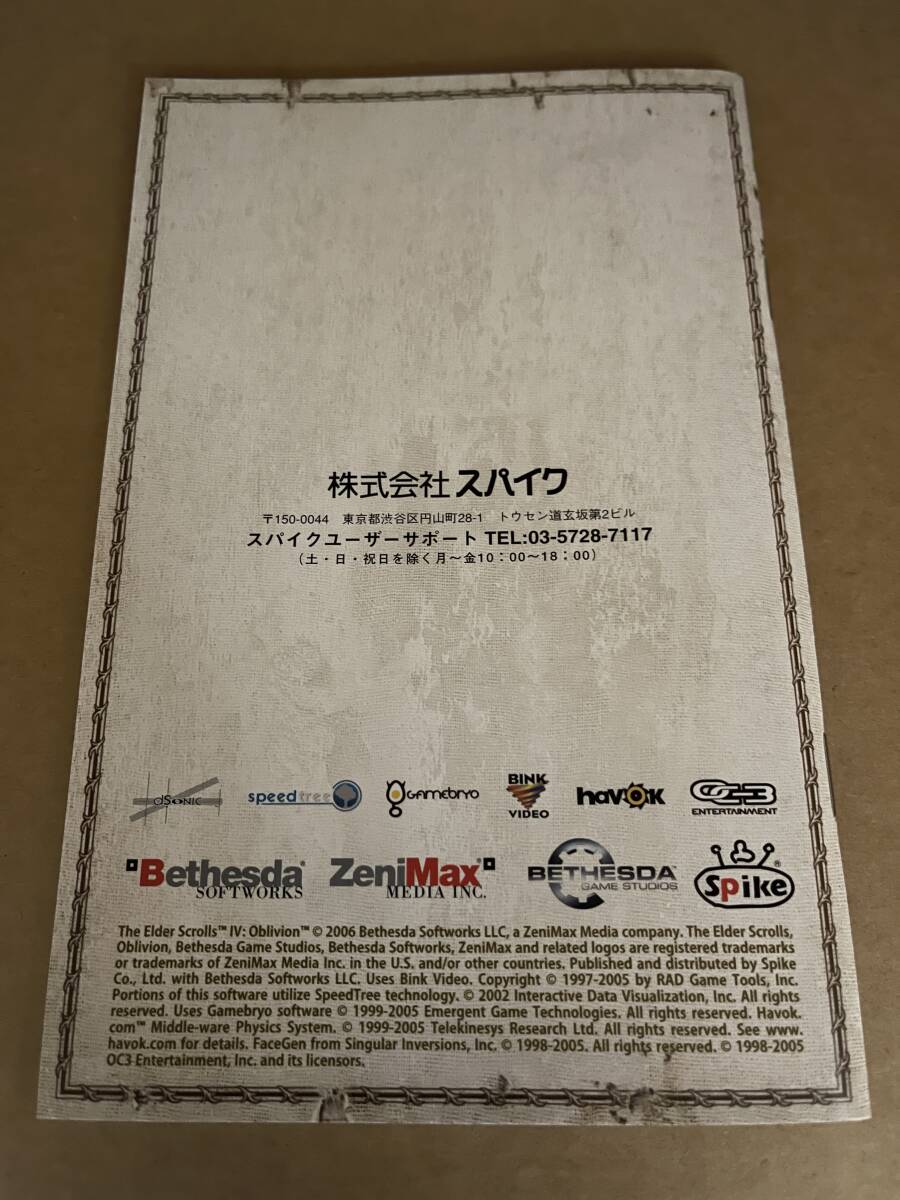 株式会社 スパイク
〒150-0044 東京都渋谷区円山町28-1 トウセン道玄坂第2ビル
スパイクユーザーサポート TEL:03-5728-7117
(土・日・祝日を除く月〜金10:00〜18:00)
dSONIC speedtree GAMEBRYO BINK VIDEO havok OC3 ENTERTAINMENT
Bethesda SOFTWORKS ZeniMax MEDIA INC. BETHESDA GAME STUDIOS Spike
The Elder Scrolls™ IV: Oblivion™ © 2006 Bethesda Softworks LLC, a ZeniMax Media company. The Elder Scrolls,
Oblivion, Bethesda Game Studios, Bethesda Softworks, ZeniMax and related logos are registered trademarks
or trademarks of ZeniMax Media Inc. in the U.S. and/or other countries. Published and distributed by Spike
Co., Ltd. with Bethesda Softworks LLC. Uses Bink Video. Copyright © 1997-2005 by RAD Game Tools, Inc.
Portions of this software utilize SpeedTree technology. © 2002 Interactive Data Visualization, Inc. All rights
reserved. Uses Gamebryo software © 1999-2005 Emergent Game Technologies. All rights reserved. Havok.
com™ Middle-ware Physics System. © 1999-2005 Telekinesys Research Ltd. All rights reserved. See www.
havok.com for details. FaceGen from Singular Inversions, Inc. © 1998-2005. All rights reserved. © 1998-2005
OC3 Entertainment, Inc. and its licensors.